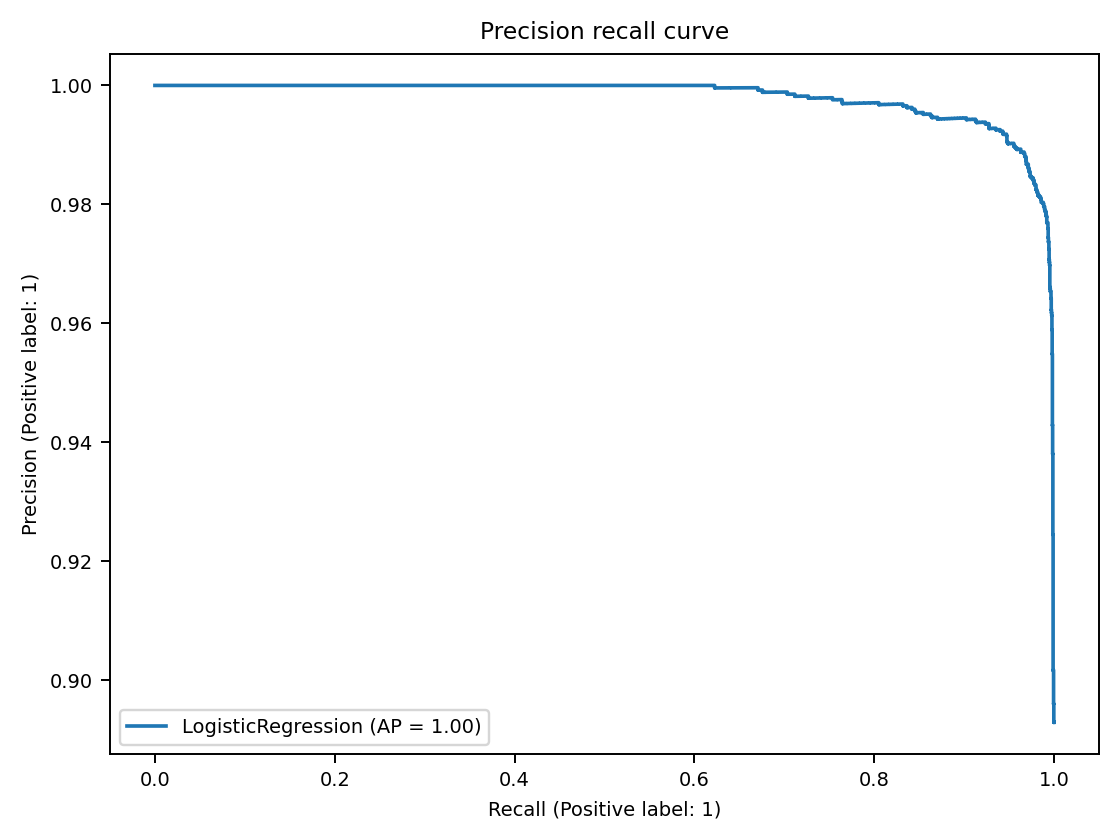 Precision recall curve
1.00
0.98
0.96
0.94
0.92
0.90
Precision (Positive label: 1)
LogisticRegression (AP = 1.00)
0.0 0.2 0.4 0.6 0.8 1.0
Recall (Positive label: 1)